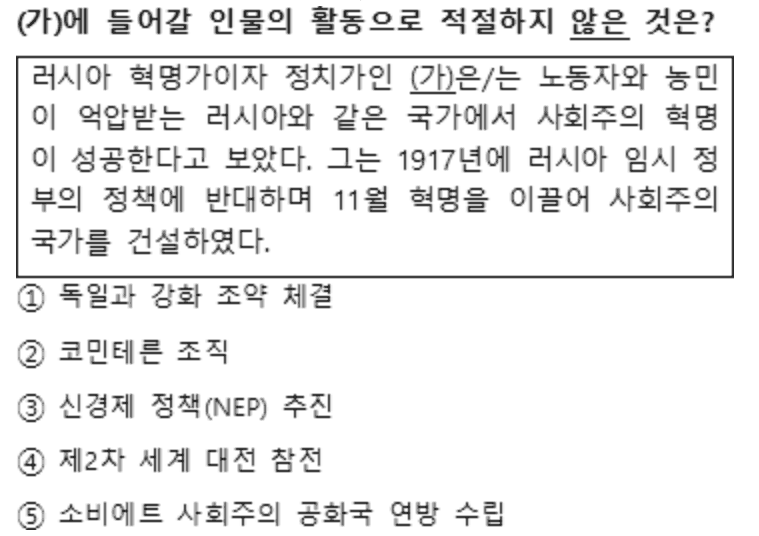 (가)에 들어갈 인물의 활동으로 적절하지 않은 것은?
러시아 혁명가이자 정치가인 (가)은/는 노동자와 농민
이 억압받는 러시아와 같은 국가에서 사회주의 혁명
이 성공한다고 보았다. 그는 1917년에 러시아 임시 정
부의 정책에 반대하며 11월 혁명을 이끌어 사회주의
국가를 건설하였다.
① 독일과 강화 조약 체결
② 코민테른 조직
③ 신경제 정책(NEP) 추진
④ 제2차 세계 대전 참전
⑤ 소비에트 사회주의 공화국 연방 수립